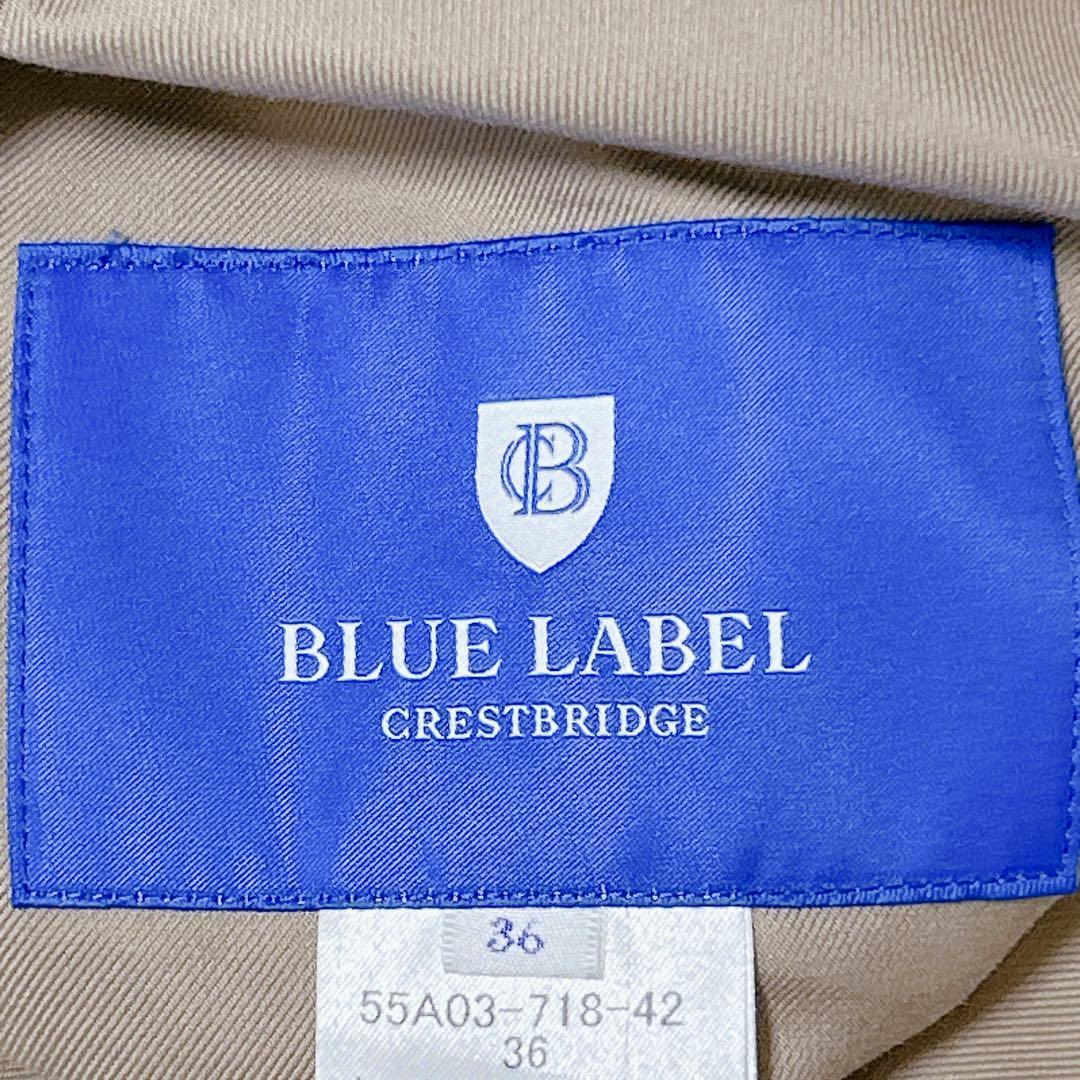 CB
BLUE LABEL
CRESTBRIDGE
36
55A03-718-42
36